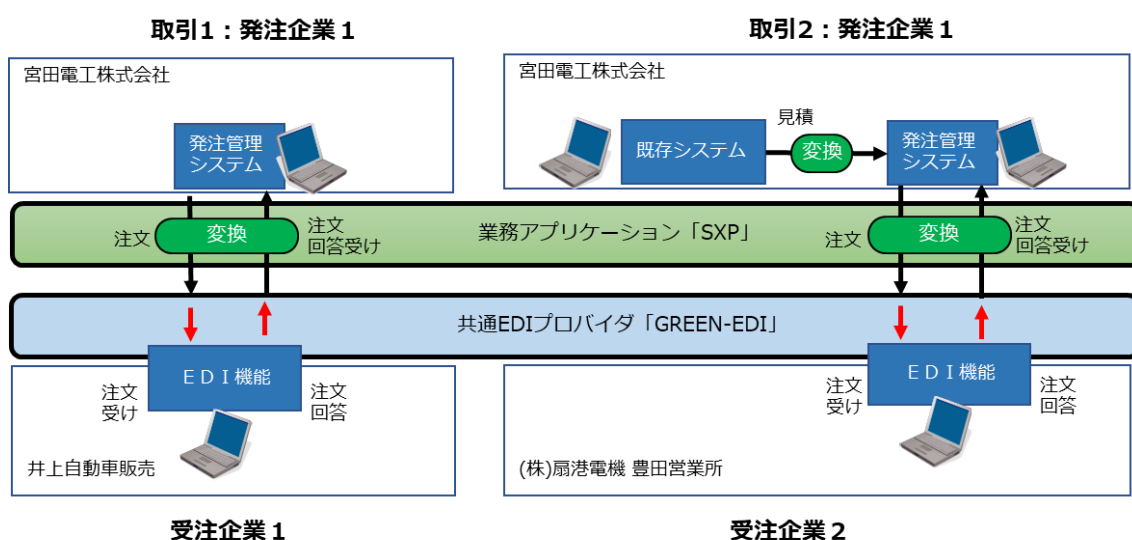 取引1：発注企業１
取引2：発注企業１
宮田電工株式会社
発注管理
システム
宮田電工株式会社
既存システム
見積
変換
発注管理
システム
注文
変換
注文
回答受け
業務アプリケーション「SXP」
注文
変換
注文
回答受け
共通EDIプロバイダ「GREEN-EDI」
ＥＤＩ機能
注文
受け
注文
回答
井上自動車販売
ＥＤＩ機能
注文
受け
注文
回答
(株)扇港電機 豊田営業所
受注企業１
受注企業２